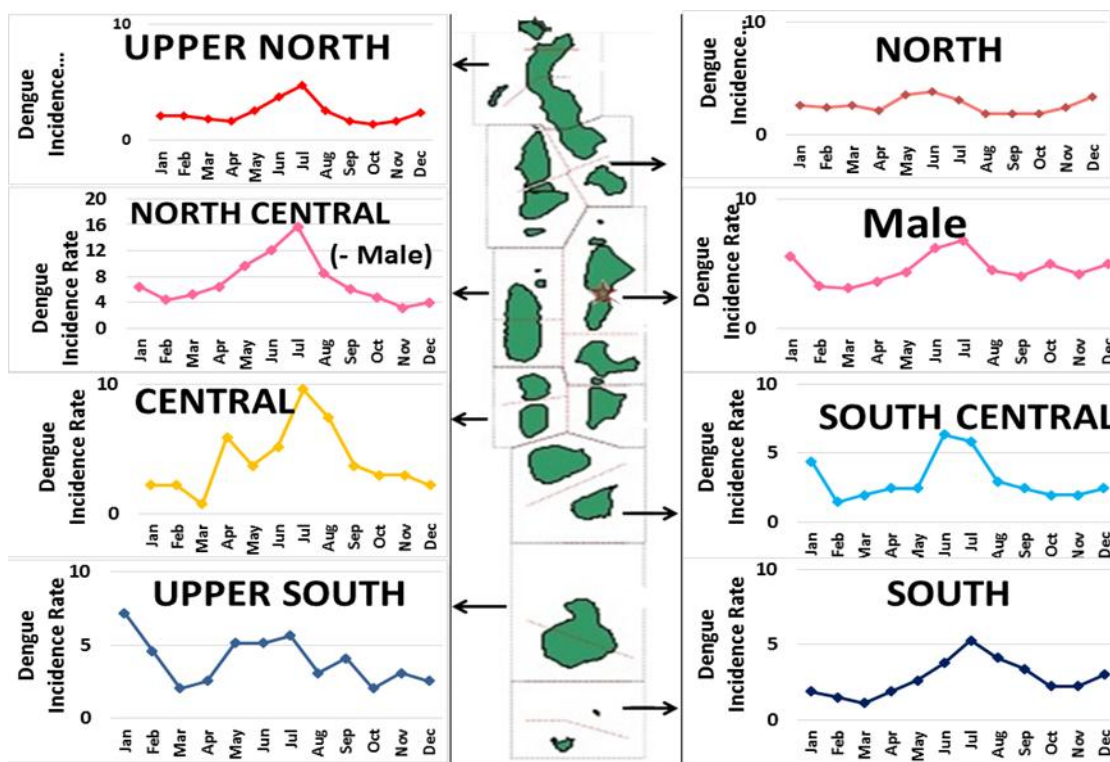 10
UPPER NORTH
Dengue
Incidence...
0
Jan Feb Mar Apr May Jun Jul Aug Sep Oct Nov Dec
10
NORTH
Dengue
Incidence...
0
Jan Feb Mar Apr May Jun Jul Aug Sep Oct Nov Dec
20
16
12
8
4
0
NORTH CENTRAL
(- Male)
Dengue
Incidence Rate
Jan Feb Mar Apr May Jun Jul Aug Sep Oct Nov Dec
10
Male
Dengue
Incidence Rate
0
Jan Feb Mar Apr May Jun Jul Aug Sep Oct Nov Dec
10
CENTRAL
Dengue
Incidence Rate
0
Jan Feb Mar Apr May Jun Jul Aug Sep Oct Nov Dec
10
5
0
SOUTH CENTRAL
Dengue
Incidence Rate
Jan Feb Mar Apr May Jun Jul Aug Sep Oct Nov Dec
10
5
0
UPPER SOUTH
Dengue
Incidence Rate
Jan Feb Mar Apr May Jun Jul Aug Sep Oct Nov Dec
10
5
0
SOUTH
Dengue
Incidence Rate
Jan Feb Mar Apr May Jun Jul Aug Sep Oct Nov Dec